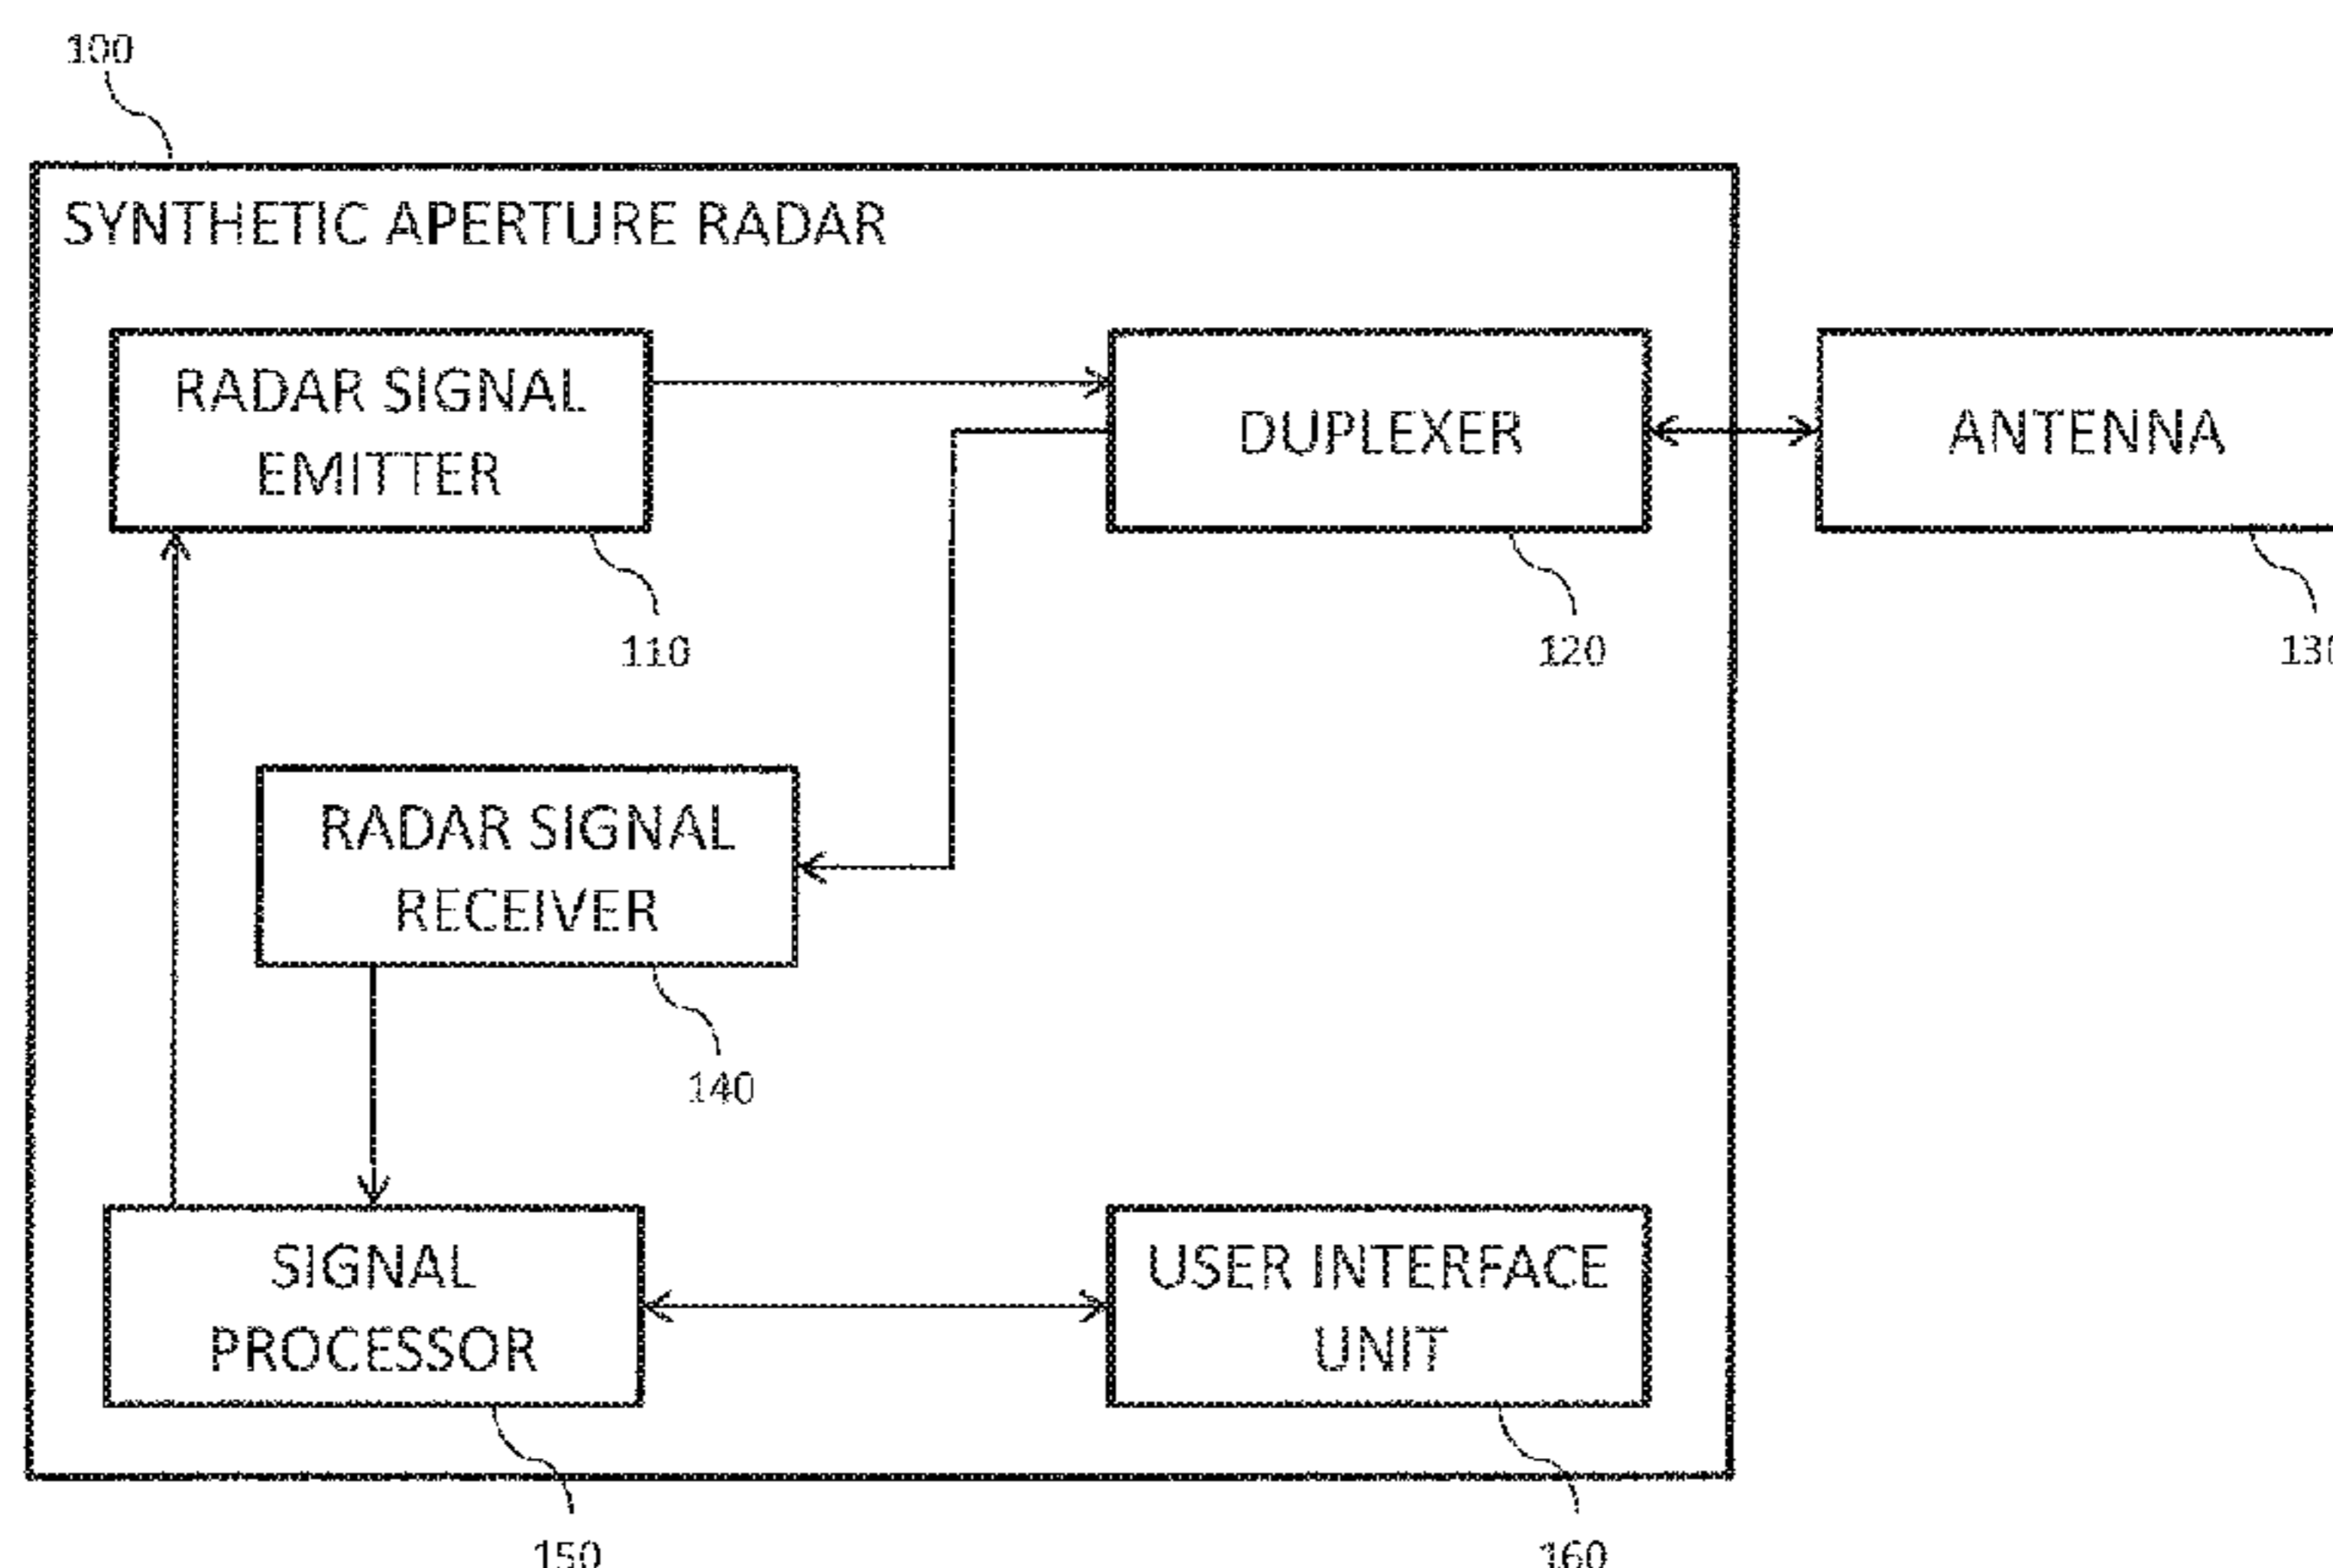 100
SYNTHETIC APERTURE RADAR
RADAR SIGNAL
EMITTER
DUPLEXER
ANTENNA
110
120
130
RADAR SIGNAL
RECEIVER
140
SIGNAL
PROCESSOR
USER INTERFACE
UNIT
150
160